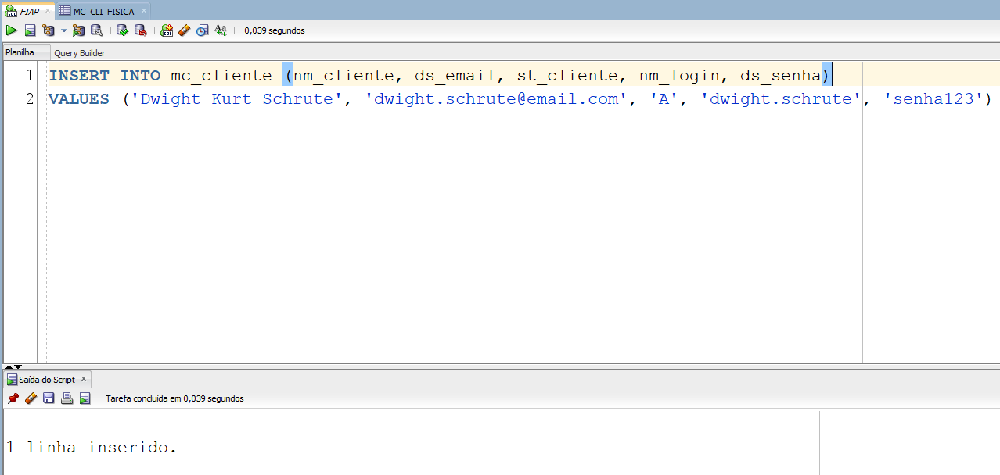 FIAP MC_CLI_FISICA
SQL 0,039 segundos
Planilha Query Builder
1 INSERT INTO mc_cliente (nm_cliente, ds_email, st_cliente, nm_login, ds_senha)
2 VALUES ('Dwight Kurt Schrute', 'dwight.schrute@email.com', 'A', 'dwight.schrute', 'senha123')
Saída do Script x
Tarefa concluída em 0,039 segundos
1 linha inserido.